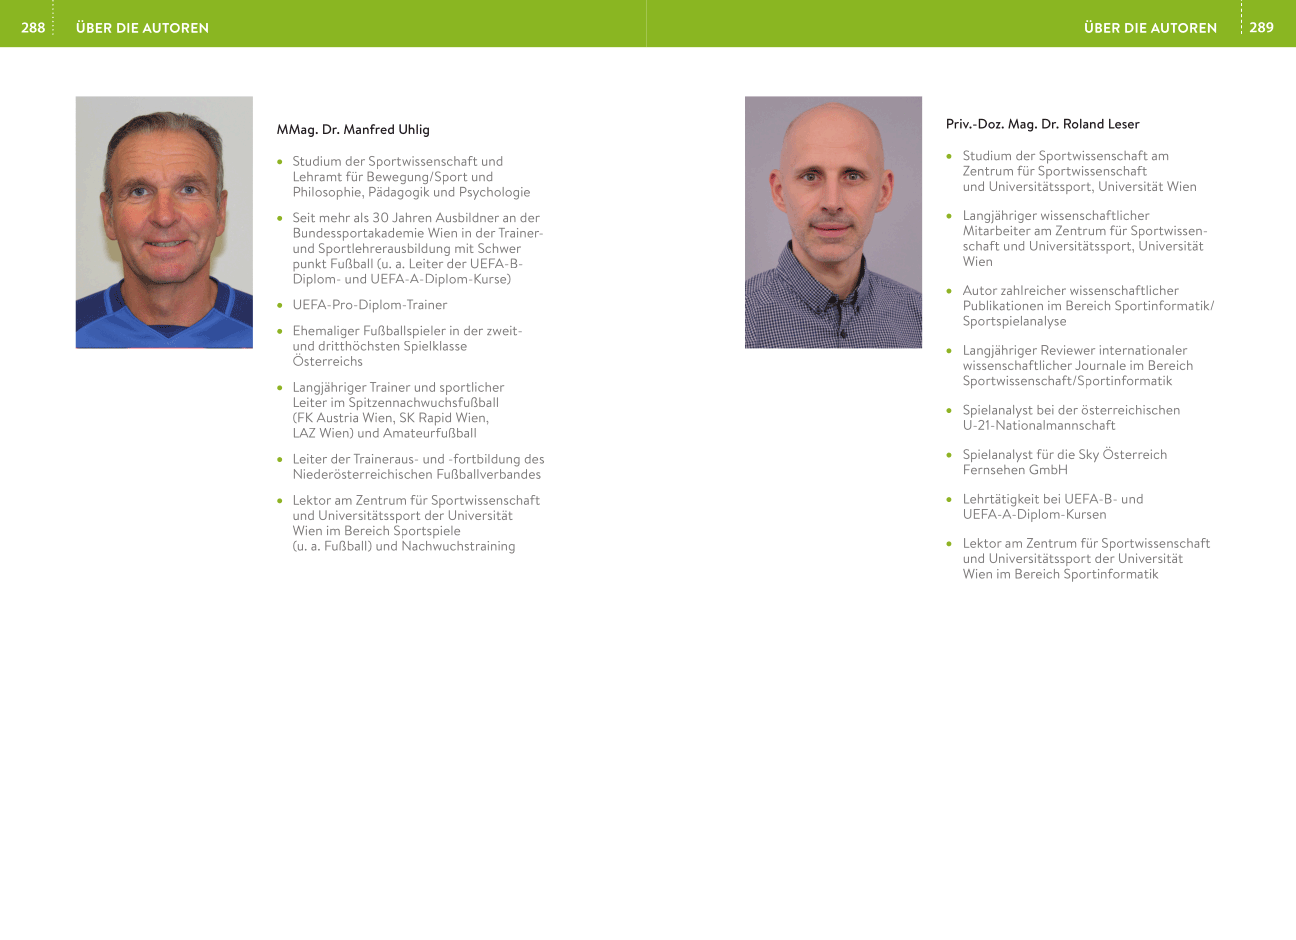 288
ÜBER DIE AUTOREN
MMag. Dr. Manfred Uhlig
• Studium der Sportwissenschaft und
Lehramt für Bewegung/Sport und
Philosophie, Pädagogik und Psychologie
• Seit mehr als 30 Jahren Ausbildner an der
Bundessportakademie Wien in der Trainer-
und Sportlehrerausbildung mit Schwer
punkt Fußball (u. a. Leiter der UEFA-B-
Diplom- und UEFA-A-Diplom-Kurse)
• UEFA-Pro-Diplom-Trainer
• Ehemaliger Fußballspieler in der zweit-
und dritthöchsten Spielklasse
Österreichs
• Langjähriger Trainer und sportlicher
Leiter im Spitzennachwuchsfußball
(FK Austria Wien, SK Rapid Wien,
LAZ Wien) und Amateurfußball
• Leiter der Traineraus- und -fortbildung des
Niederösterreichischen Fußballverbandes
• Lektor am Zentrum für Sportwissenschaft
und Universitätssport der Universität
Wien im Bereich Sportspiele
(u. a. Fußball) und Nachwuchstraining
ÜBER DIE AUTOREN
289
Priv.-Doz. Mag. Dr. Roland Leser
• Studium der Sportwissenschaft am
Zentrum für Sportwissenschaft
und Universitätssport, Universität Wien
• Langjähriger wissenschaftlicher
Mitarbeiter am Zentrum für Sportwissen-
schaft und Universitätssport, Universität
Wien
• Autor zahlreicher wissenschaftlicher
Publikationen im Bereich Sportinformatik/
Sportspielanalyse
• Langjähriger Reviewer internationaler
wissenschaftlicher Journale im Bereich
Sportwissenschaft/Sportinformatik
• Spielanalyst bei der österreichischen
U-21-Nationalmannschaft
• Spielanalyst für die Sky Österreich
Fernsehen GmbH
• Lehrtätigkeit bei UEFA-B- und
UEFA-A-Diplom-Kursen
• Lektor am Zentrum für Sportwissenschaft
und Universitätssport der Universität
Wien im Bereich Sportinformatik